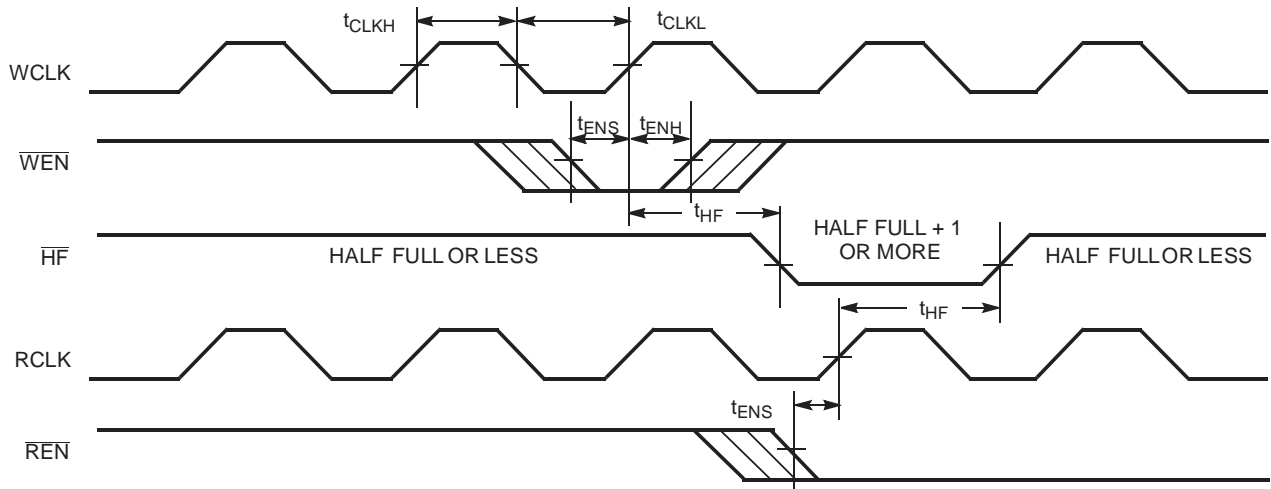 tCLKH
tCLKL
WCLK
tENS
tENH
WEN
tHF
HALF FULL + 1
OR MORE
HF
HALF FULL OR LESS
HALF FULL OR LESS
tHF
RCLK
tENS
REN